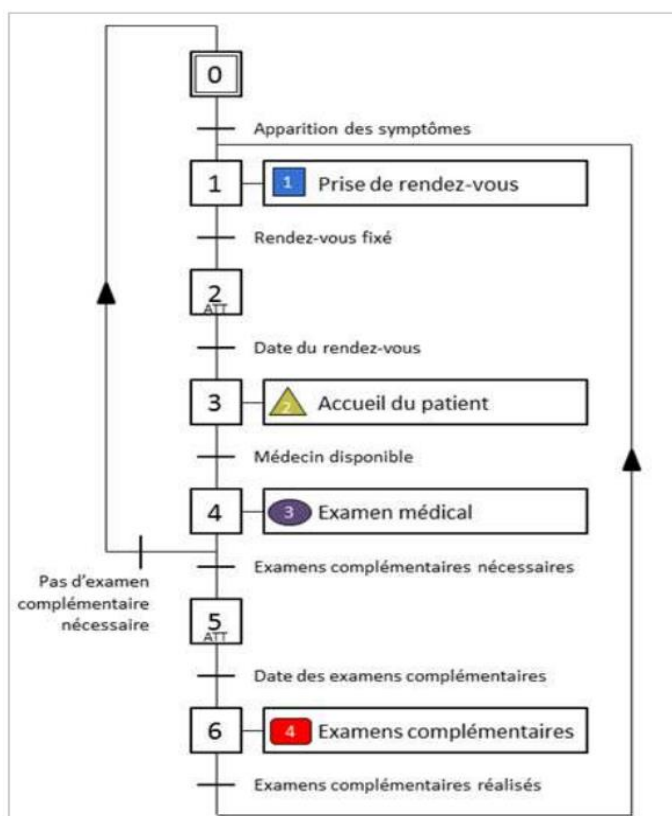 0
Apparition des symptômes
1 1 Prise de rendez-vous
Rendez-vous fixé
2
ATT
Date du rendez-vous
3 2 Accueil du patient
Médecin disponible
4 3 Examen médical
Pas d'examen
complémentaire
nécessaire
Examens complémentaires nécessaires
5
ATT
Date des examens complémentaires
6 4 Examens complémentaires
Examens complémentaires réalisés